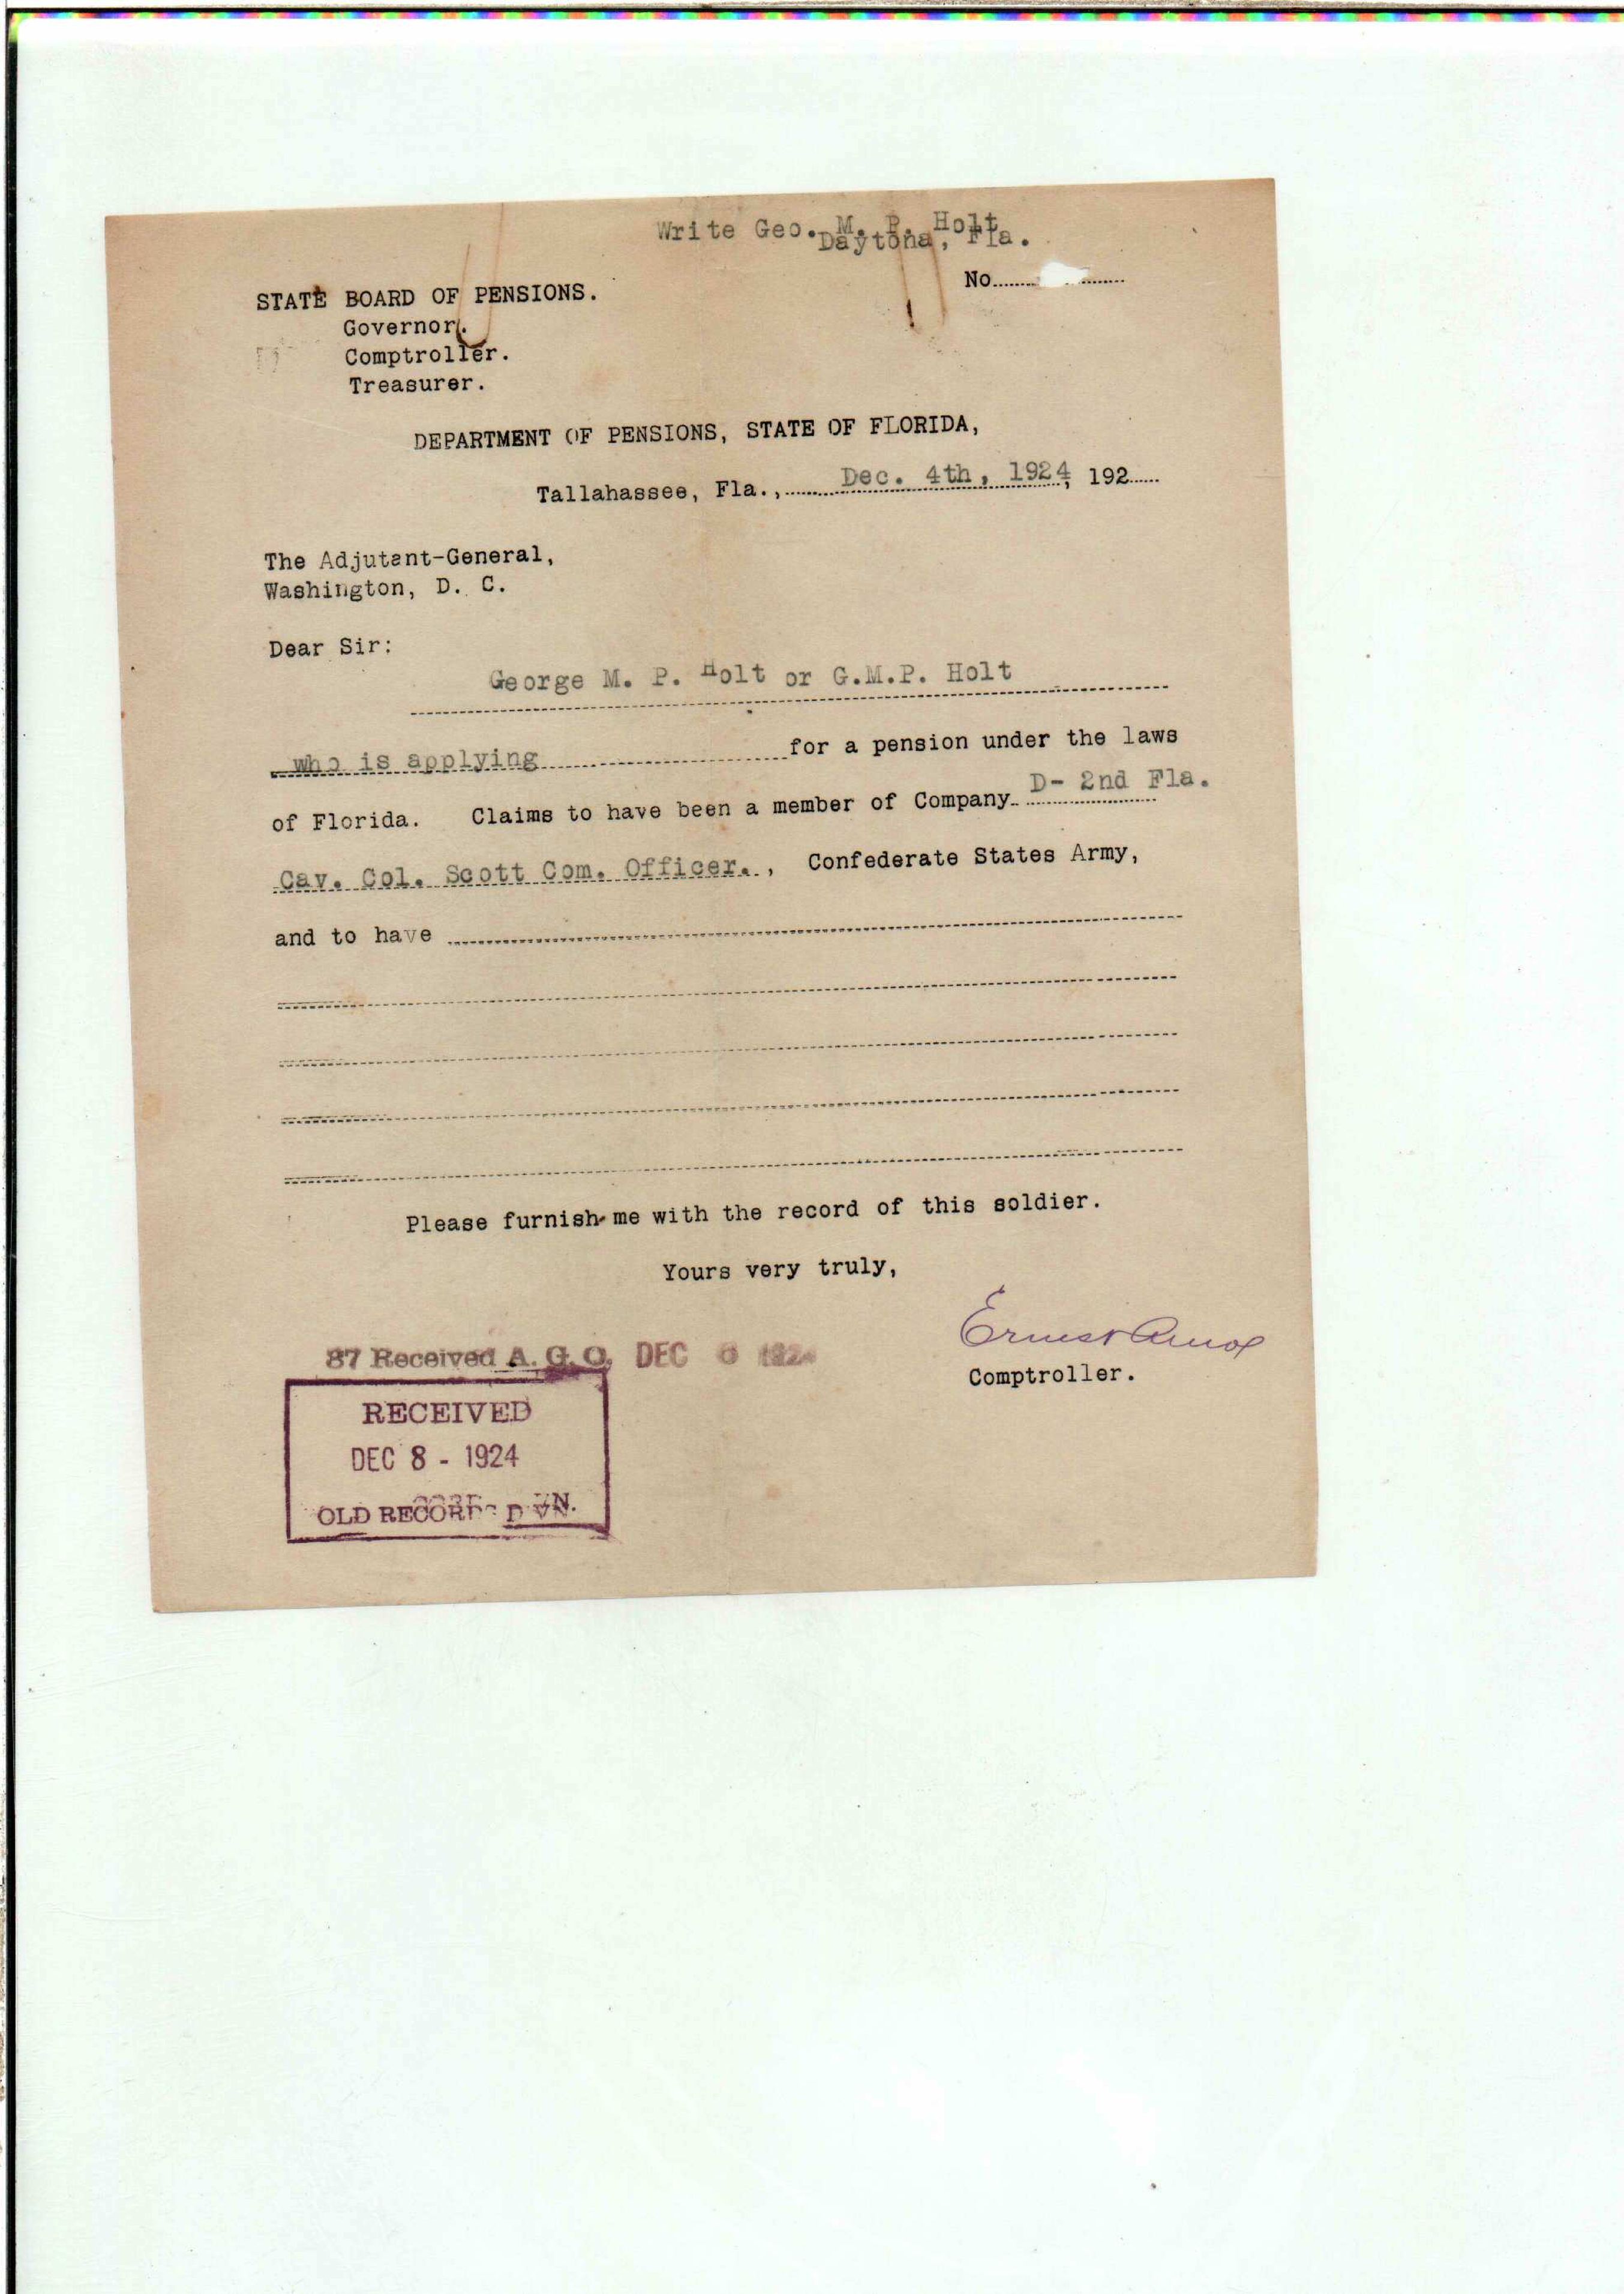 Write Geo. M. P. Holt,
Daytona, Fla.
No
STATE BOARD OF PENSIONS.
Governor.
Comptroller.
Treasurer.
DEPARTMENT OF PENSIONS, STATE OF FLORIDA,
Tallahassee, Fla., Dec. 4th, 1924, 192
The Adjutant-General,
Washington, D. C.
Dear Sir:
George M. P. Holt or G.M.P. Holt
who is applying for a pension under the laws
of Florida. Claims to have been a member of Company D- 2nd Fla.
Cav. Col. Scott Com. Officer., Confederate States Army,
and to have
Please furnish me with the record of this soldier.
Yours very truly,
Ernest Amos
Comptroller.
87 Received A. G. O. DEC 6 1924
RECEIVED
DEC 8 - 1924
OLD RECORDS